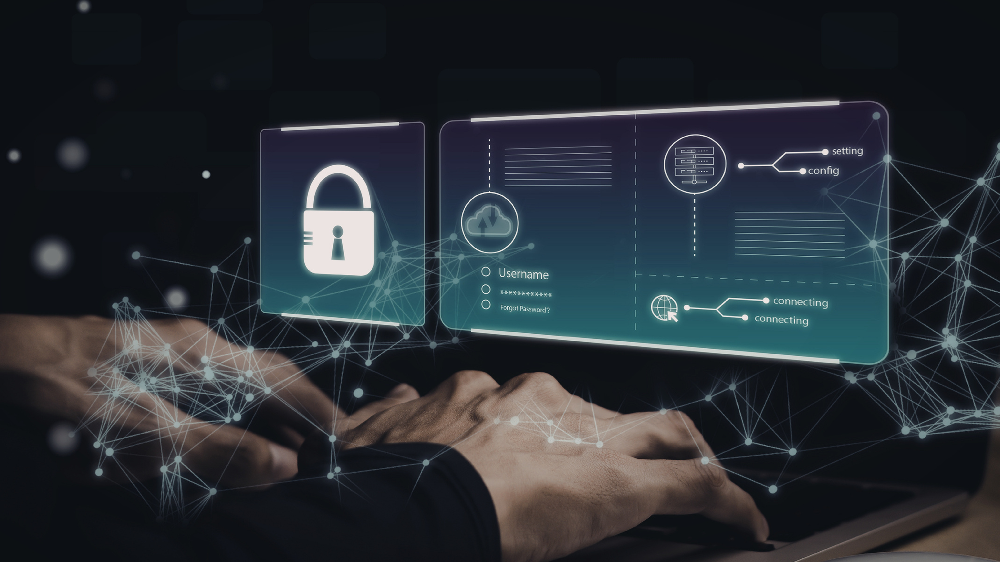 setting
config
Username
************
Forgot Password?
connecting
connecting